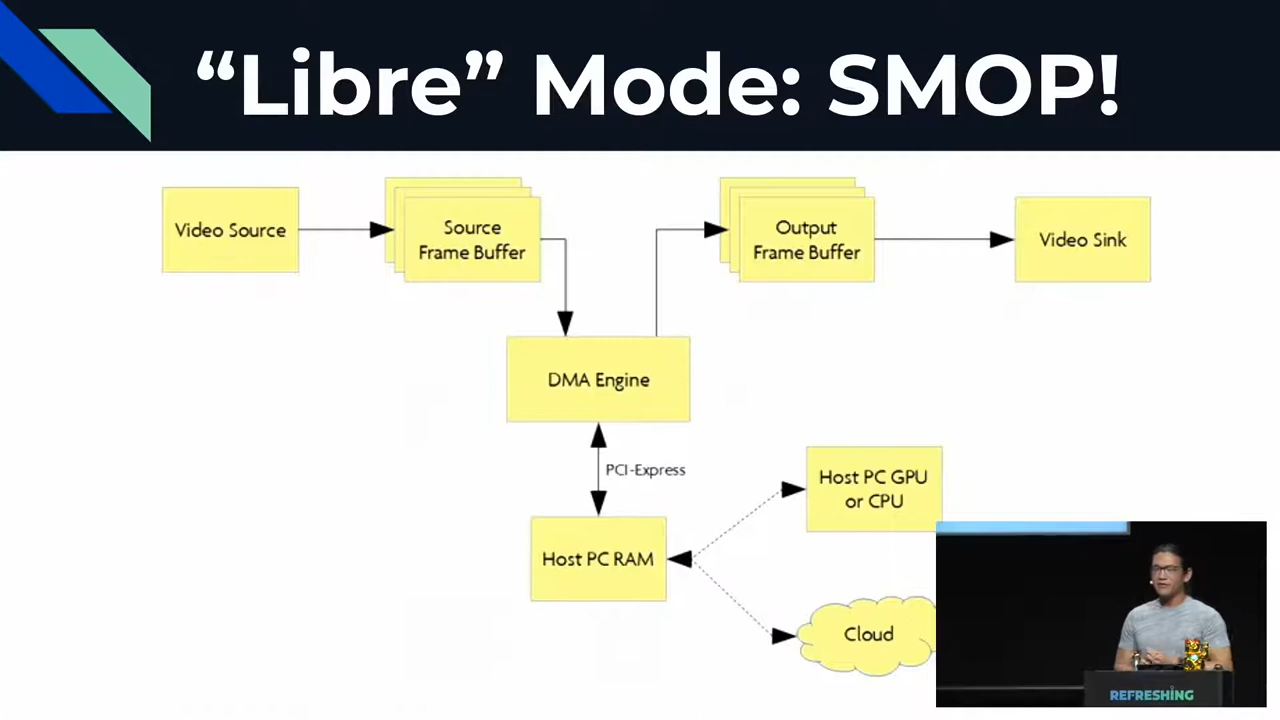 “Libre” Mode: SMOP!
Video Source
Source
Frame Buffer
Output
Frame Buffer
Video Sink
DMA Engine
PCI-Express
Host PC GPU
or CPU
Host PC RAM
Cloud
REFRESHING